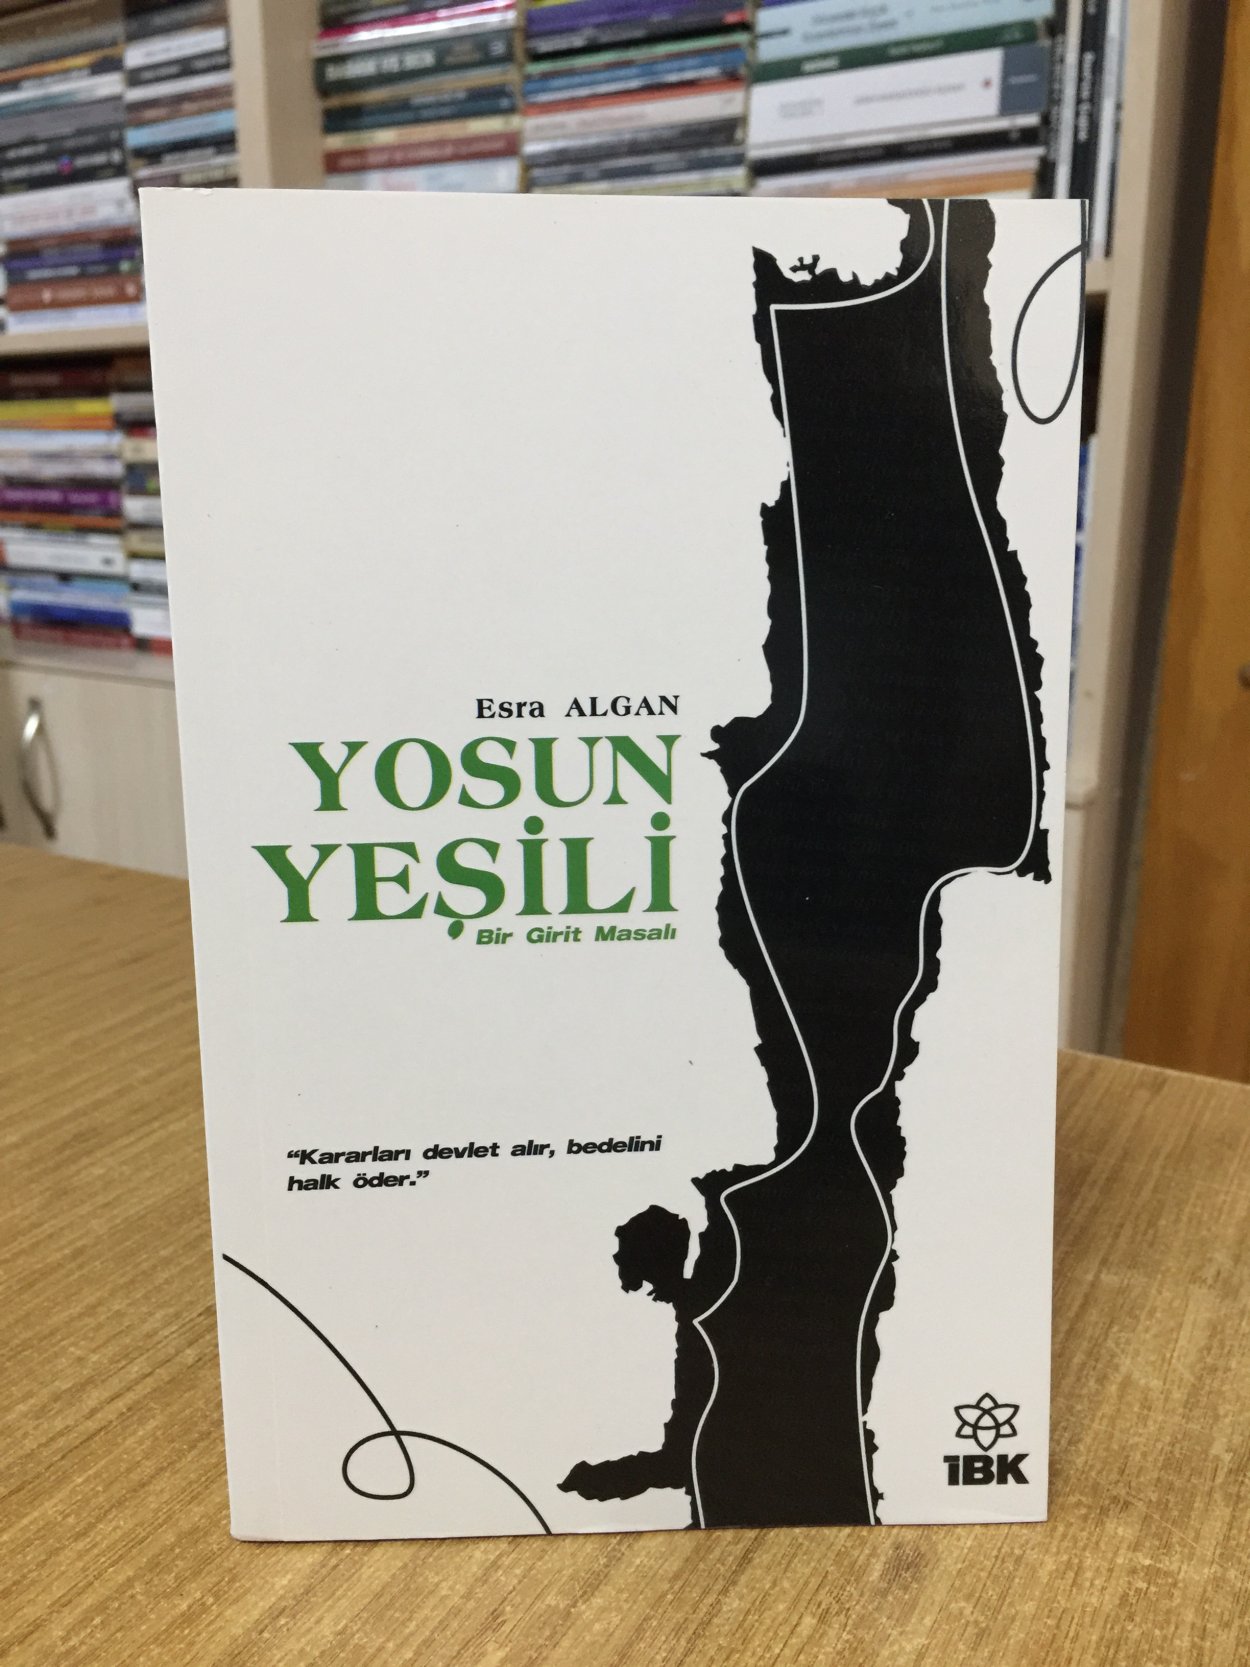 Esra ALGAN
YOSUN
YEŞİLİ
Bir Girit Masalı
“Kararları devlet alır, bedelini
halk öder.”
İBK